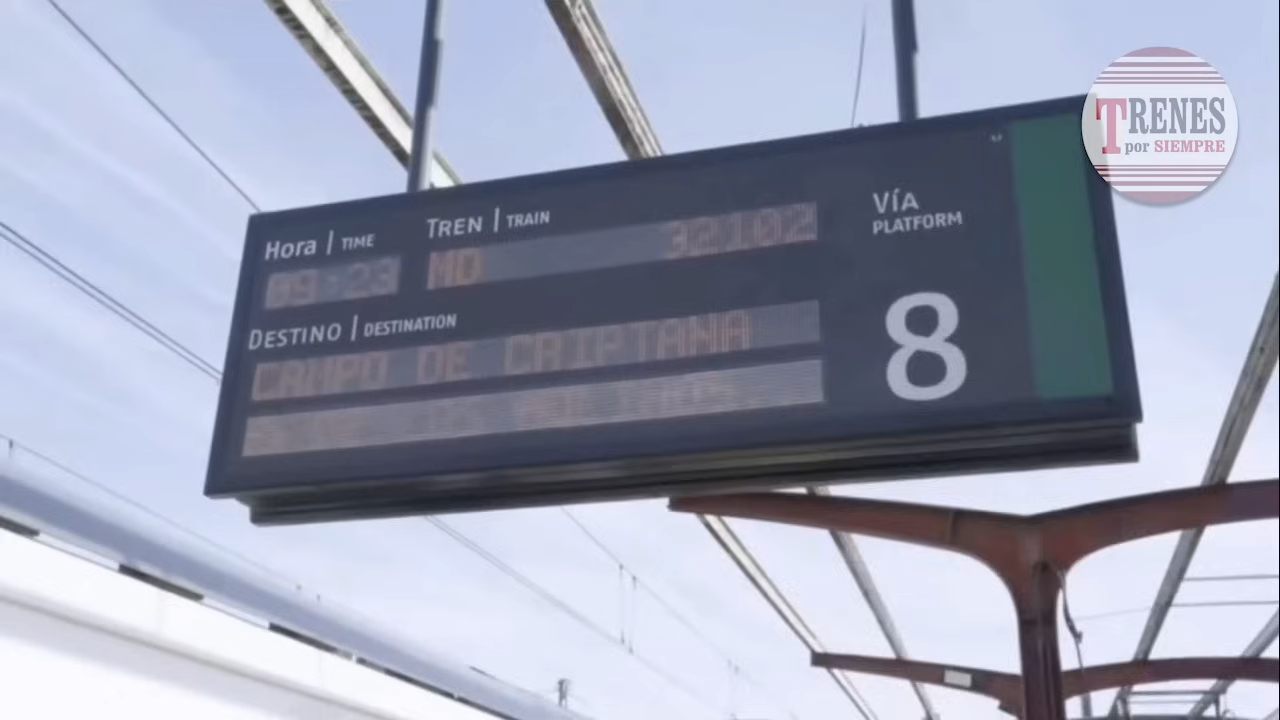 TRENES
por SIEMPRE
Hora | TIME
TREN | TRAIN
VÍA
PLATFORM
09:23
MD
32102
8
DESTINO | DESTINATION
CAMPO DE CRIPTANA